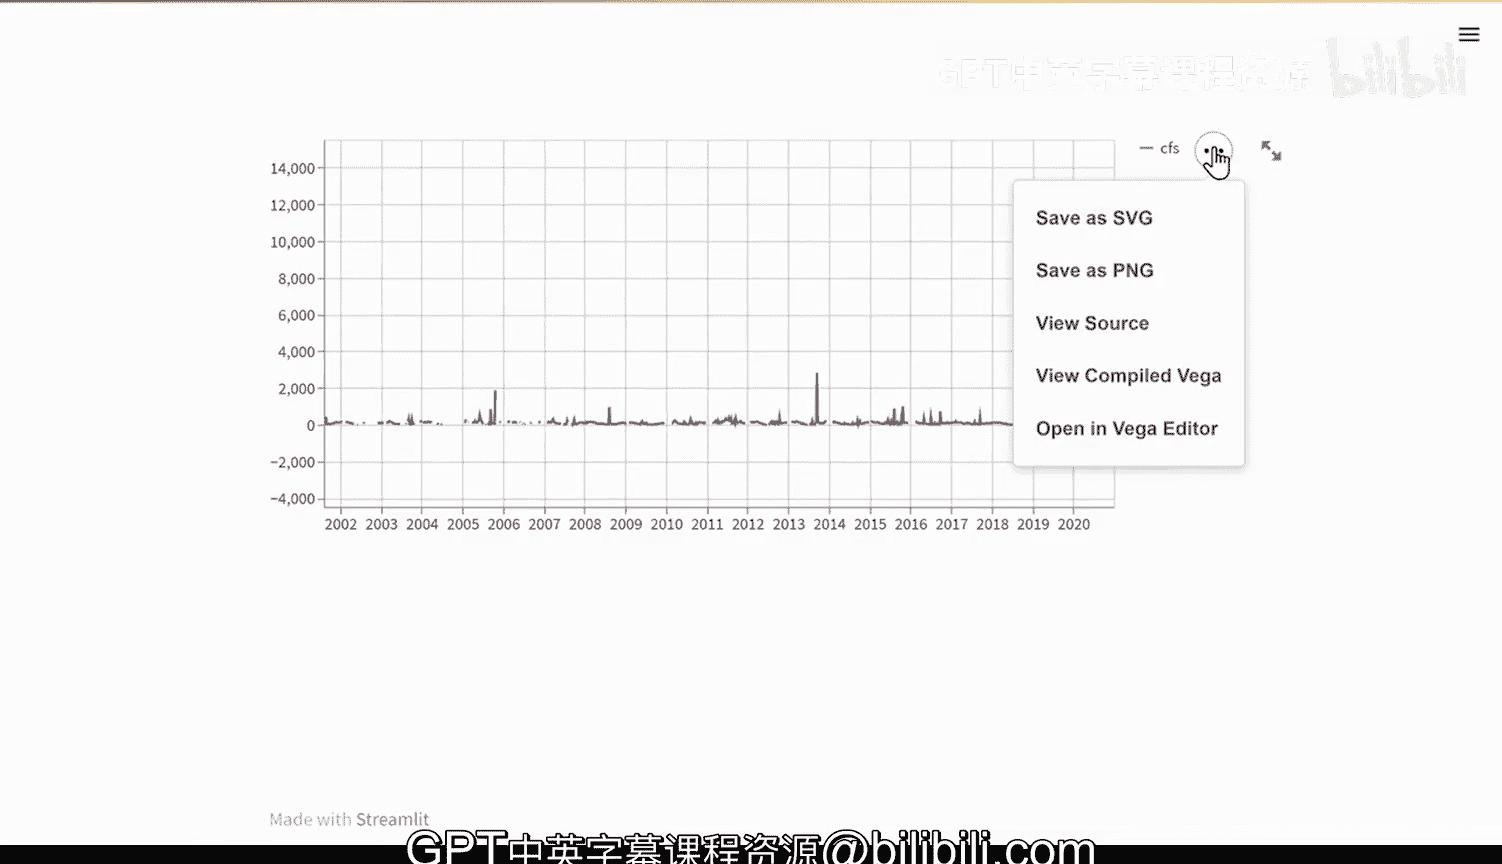 GPT中英字幕课程资源 bilibili
14,000
12,000
10,000
8,000
6,000
4,000
2,000
0
−2,000
−4,000
2002 2003 2004 2005 2006 2007 2008 2009 2010 2011 2012 2013 2014 2015 2016 2017 2018 2019 2020
cfs
Save as SVG
Save as PNG
View Source
View Compiled Vega
Open in Vega Editor
Made with Streamlit
GPT中英字幕课程资源@bilibili.com